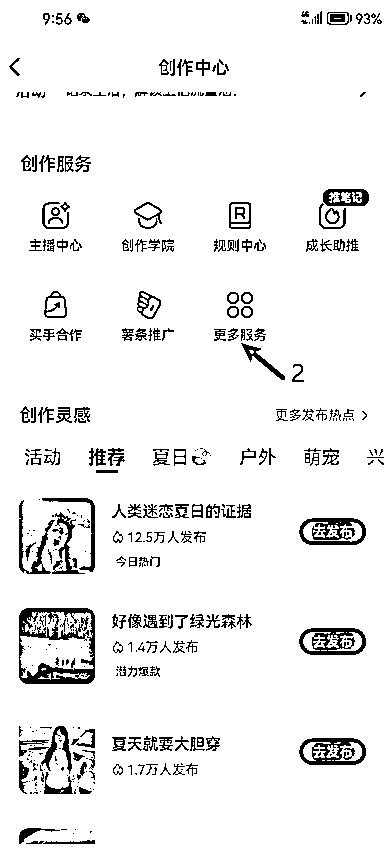 9:56
93%
创作中心
创作服务
主播中心
创作学院
规则中心
推笔记
成长助推
买手合作
薯条推广
更多服务
2
创作灵感
更多发布热点
活动
推荐
夏日
户外
萌宠
兴
人类迷恋夏日的证据
12.5万人发布
去发布
今日热门
好像遇到了绿光森林
1.4万人发布
去发布
潜力爆款
夏天就要大胆穿
1.7万人发布
去发布